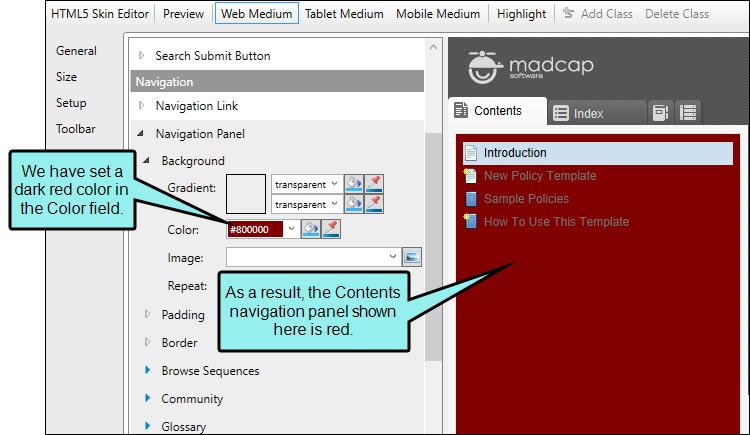 HTML5 Skin Editor Preview Web Medium Tablet Medium Mobile Medium Highlight Add Class Delete Class
General
Size
Setup
Toolbar
Search Submit Button
Navigation
Navigation Link
Navigation Panel
Background
Gradient: transparent
transparent
Color: #800000
Image:
Repeat:
Padding
Border
Browse Sequences
Community
Glossary
We have set a
dark red color in
the Color field.
As a result, the Contents
navigation panel shown
here is red.
madcap
software
Contents Index
Introduction
New Policy Template
Sample Policies
How To Use This Template